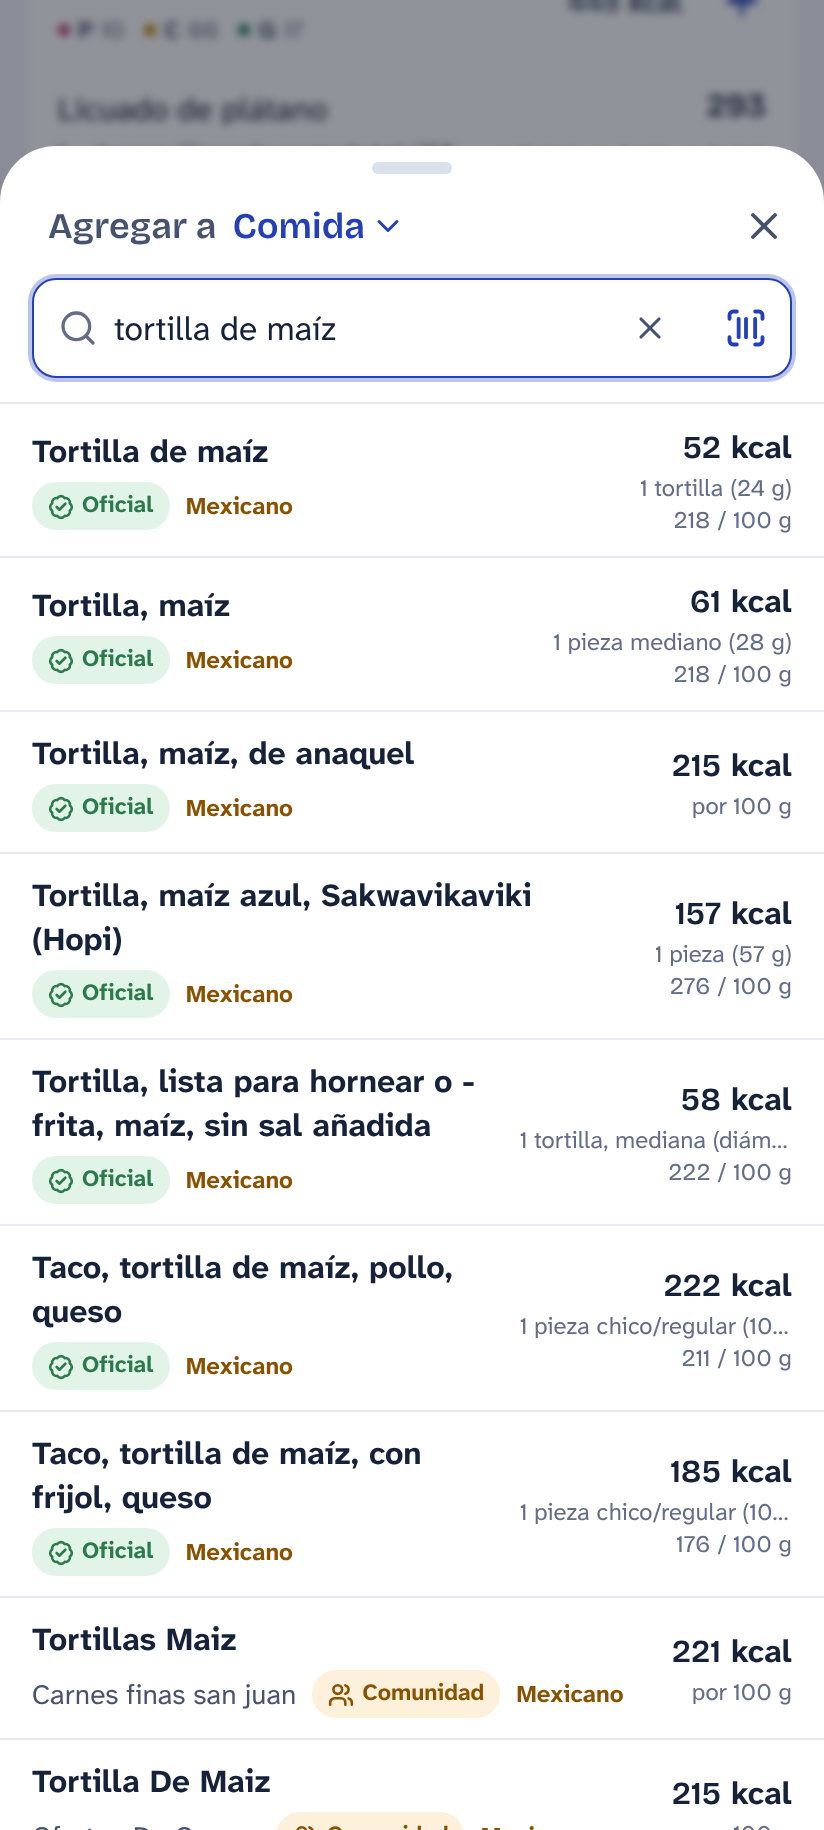 Licuado de plátano
293
Agregar a Comida
tortilla de maíz
Tortilla de maíz
52 kcal
Oficial Mexicano
1 tortilla (24 g)
218 / 100 g
Tortilla, maíz
61 kcal
Oficial Mexicano
1 pieza mediano (28 g)
218 / 100 g
Tortilla, maíz, de anaquel
215 kcal
Oficial Mexicano
por 100 g
Tortilla, maíz azul, Sakwavikaviki
(Hopi)
157 kcal
Oficial Mexicano
1 pieza (57 g)
276 / 100 g
Tortilla, lista para hornear o -
frita, maíz, sin sal añadida
58 kcal
Oficial Mexicano
1 tortilla, mediana (diám...
222 / 100 g
Taco, tortilla de maíz, pollo,
queso
222 kcal
Oficial Mexicano
1 pieza chico/regular (10...
211 / 100 g
Taco, tortilla de maíz, con
frijol, queso
185 kcal
Oficial Mexicano
1 pieza chico/regular (10...
176 / 100 g
Tortillas Maiz
221 kcal
Carnes finas san juan Comunidad Mexicano
por 100 g
Tortilla De Maiz
215 kcal